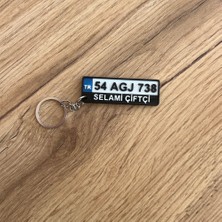 TR 54 AGJ 738
SELAMİ ÇİFTÇİ